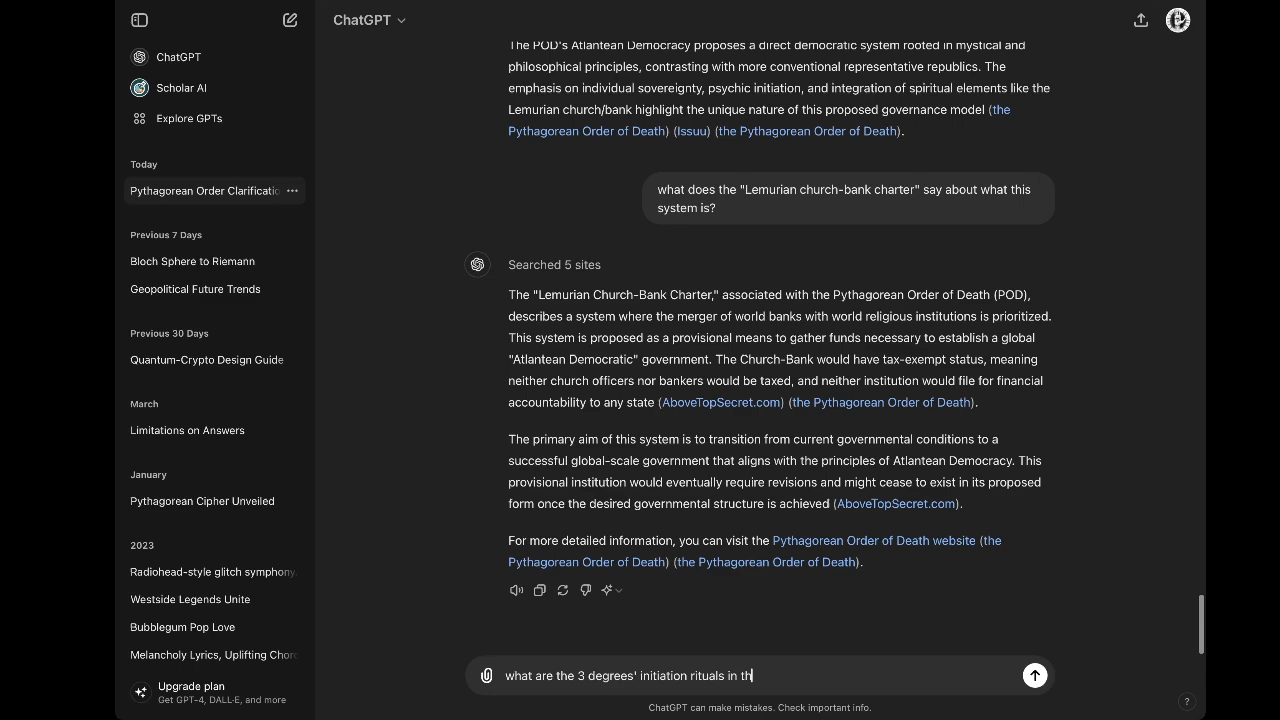 ChatGPT
Scholar AI
Explore GPTs
Today
Pythagorean Order Clarificatio
Previous 7 Days
Bloch Sphere to Riemann
Geopolitical Future Trends
Previous 30 Days
Quantum-Crypto Design Guide
March
Limitations on Answers
January
Pythagorean Cipher Unveiled
2023
Radiohead-style glitch symphony
Westside Legends Unite
Bubblegum Pop Love
Melancholy Lyrics, Uplifting Chor
Upgrade plan
Get GPT-4, DALL·E, and more
ChatGPT
The POD's Atlantean Democracy proposes a direct democratic system rooted in mystical and
philosophical principles, contrasting with more conventional representative republics. The
emphasis on individual sovereignty, psychic initiation, and integration of spiritual elements like the
Lemurian church/bank highlight the unique nature of this proposed governance model (the
Pythagorean Order of Death) (Issuu) (the Pythagorean Order of Death).
what does the "Lemurian church-bank charter" say about what this
system is?
Searched 5 sites
The "Lemurian Church-Bank Charter," associated with the Pythagorean Order of Death (POD),
describes a system where the merger of world banks with world religious institutions is prioritized.
This system is proposed as a provisional means to gather funds necessary to establish a global
"Atlantean Democratic" government. The Church-Bank would have tax-exempt status, meaning
neither church officers nor bankers would be taxed, and neither institution would file for financial
accountability to any state (AboveTopSecret.com) (the Pythagorean Order of Death).
The primary aim of this system is to transition from current governmental conditions to a
successful global-scale government that aligns with the principles of Atlantean Democracy. This
provisional institution would eventually require revisions and might cease to exist in its proposed
form once the desired governmental structure is achieved (AboveTopSecret.com).
For more detailed information, you can visit the Pythagorean Order of Death website (the
Pythagorean Order of Death) (the Pythagorean Order of Death).
what are the 3 degrees' initiation rituals in th
ChatGPT can make mistakes. Check important info.
?